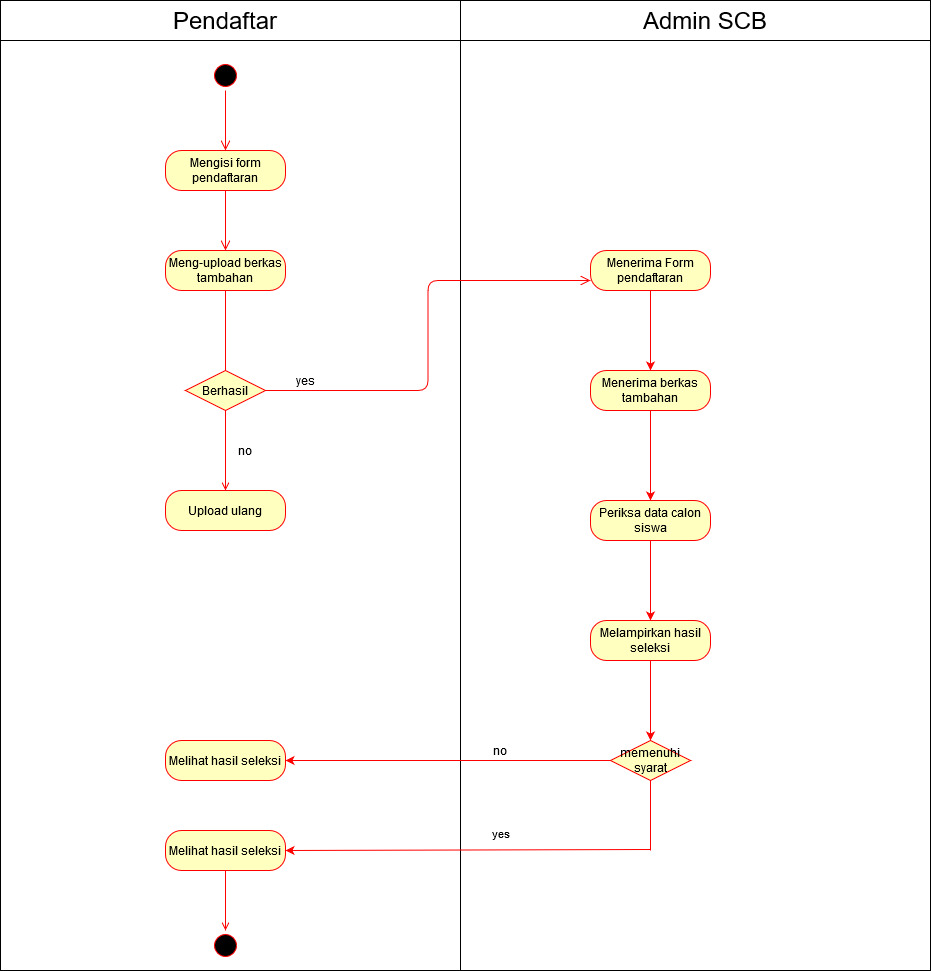 Pendaftar
Admin SCB
Mengisi form
pendaftaran
Meng-upload berkas
tambahan
Menerima Form
pendaftaran
Berhasil
yes
Menerima berkas
tambahan
no
Upload ulang
Periksa data calon
siswa
Melampirkan hasil
seleksi
Melihat hasil seleksi
no
memenuhi
syarat
Melihat hasil seleksi
yes